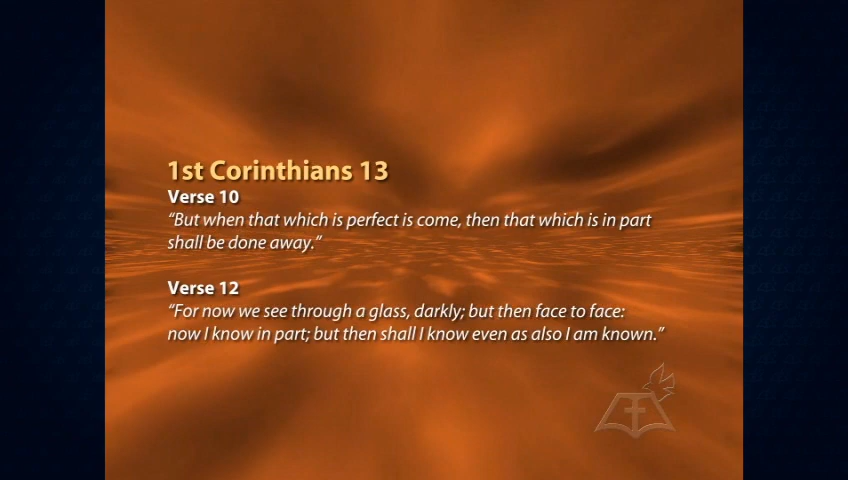 1st Corinthians 13
Verse 10
“But when that which is perfect is come, then that which is in part
shall be done away.”
Verse 12
“For now we see through a glass, darkly; but then face to face:
now I know in part; but then shall I know even as also I am known.”